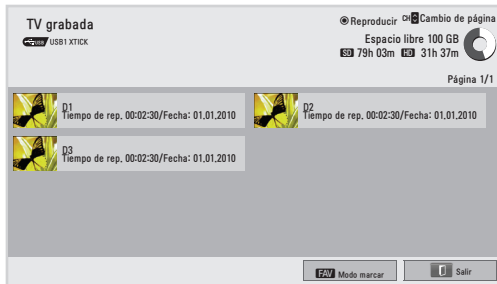 TV grabada
USB USB1 XTICK
Reproducir CH Cambio de página
Espacio libre 100 GB
SD 79h 03m HD 31h 37m
Página 1/1
D1
Tiempo de rep. 00:02:30/Fecha: 01.01.2010
D2
Tiempo de rep. 00:02:30/Fecha: 01.01.2010
D3
Tiempo de rep. 00:02:30/Fecha: 01.01.2010
FAV Modo marcar
Salir